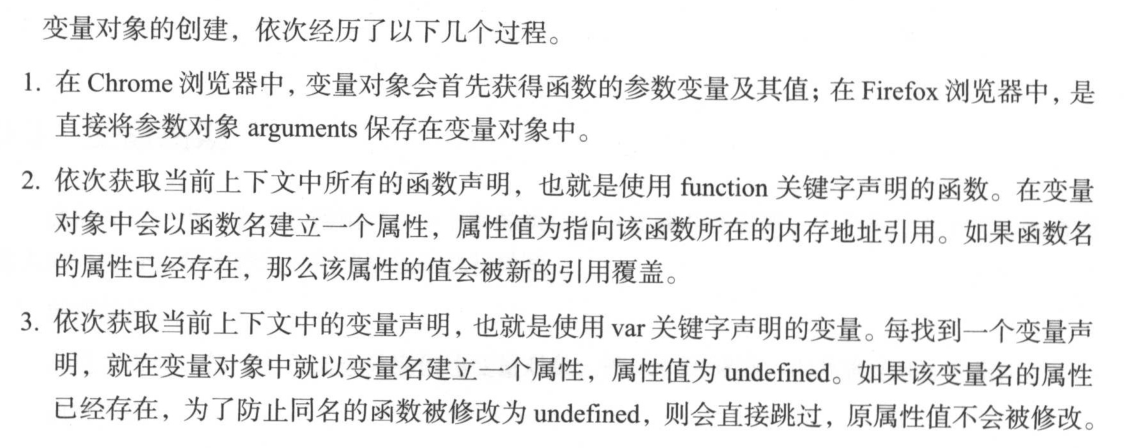 变量对象的创建，依次经历了以下几个过程。
1. 在 Chrome 浏览器中，变量对象会首先获得函数的参数变量及其值；在 Firefox 浏览器中，是
直接将参数对象 arguments 保存在变量对象中。
2. 依次获取当前上下文中所有的函数声明，也就是使用 function 关键字声明的函数。在变量
对象中会以函数名建立一个属性，属性值为指向该函数所在的内存地址引用。如果函数名
的属性已经存在，那么该属性的值会被新的引用覆盖。
3. 依次获取当前上下文中的变量声明，也就是使用 var 关键字声明的变量。每找到一个变量声
明，就在变量对象中就以变量名建立一个属性，属性值为 undefined。如果该变量名的属性
已经存在，为了防止同名的函数被修改为 undefined，则会直接跳过，原属性值不会被修改。